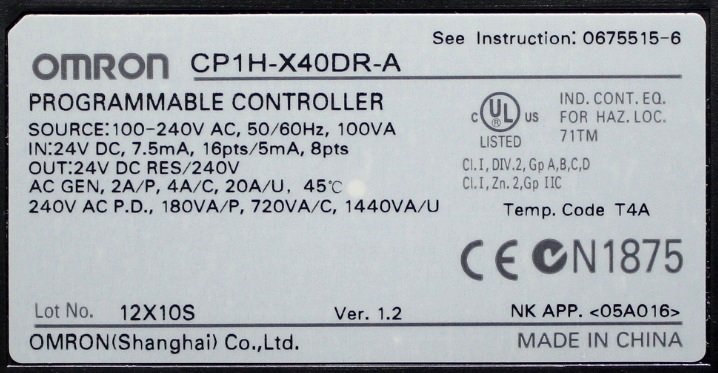 See Instruction: 0675515-6
OMRON CP1H-X40DR-A
PROGRAMMABLE CONTROLLER
SOURCE:100-240V AC, 50/60Hz, 100VA
IN:24V DC, 7.5mA, 16pts/5mA, 8pts
OUT:24V DC RES/240V
AC GEN, 2A/P, 4A/C, 20A/U, 45℃
240V AC P.D., 180VA/P, 720VA/C, 1440VA/U
c UL US
LISTED
IND. CONT. EQ.
FOR HAZ. LOC.
71TM
Cl.I, DIV.2, Gp A,B,C,D
Cl.I, Zn. 2,Gp IIC
Temp. Code T4A
CE N1875
Lot No. 12X10S Ver. 1.2 NK APP. <05A016>
OMRON(Shanghai) Co.,Ltd. MADE IN CHINA